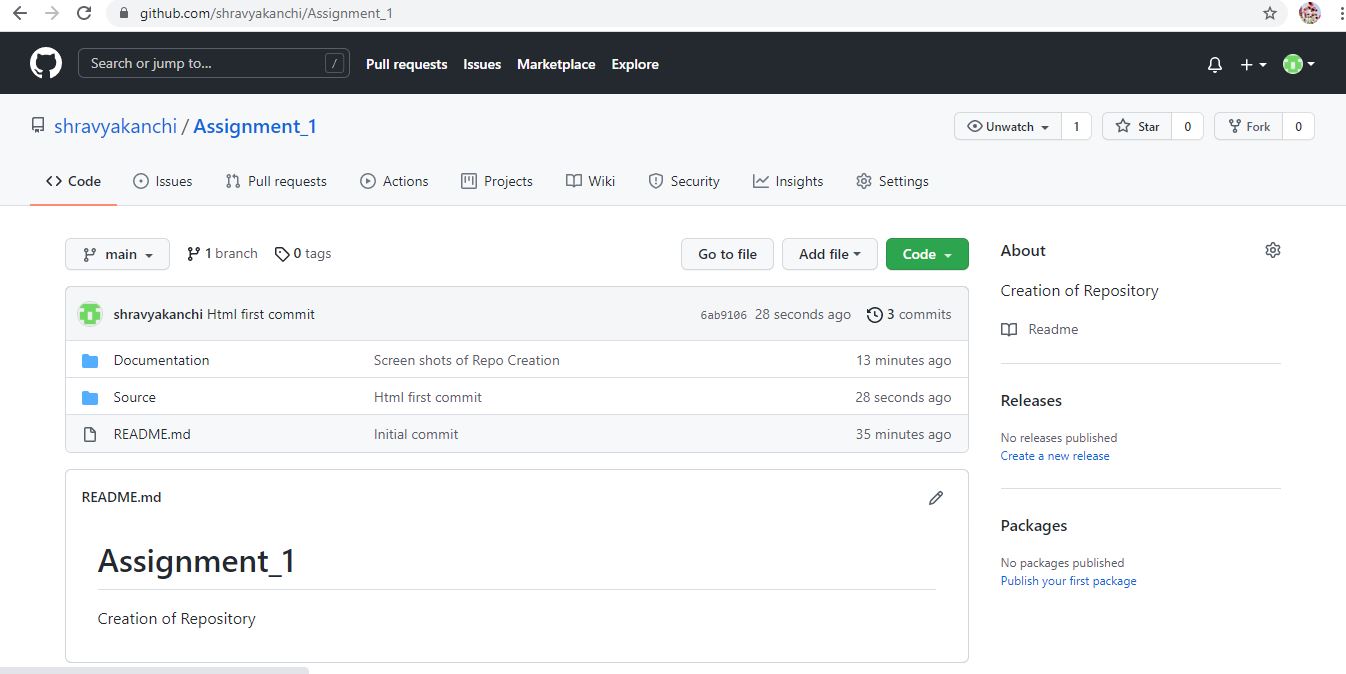 github.com/shravyakanchi/Assignment_1
Search or jump to... / Pull requests Issues Marketplace Explore
shravyakanchi / Assignment_1 Unwatch 1 Star 0 Fork 0
Code Issues Pull requests Actions Projects Wiki Security Insights Settings
main 1 branch 0 tags Go to file Add file Code
shravyakanchi Html first commit 6ab9106 28 seconds ago 3 commits
Documentation Screen shots of Repo Creation 13 minutes ago
Source Html first commit 28 seconds ago
README.md Initial commit 35 minutes ago
README.md
Assignment_1
Creation of Repository
About
Creation of Repository
Readme
Releases
No releases published
Create a new release
Packages
No packages published
Publish your first package